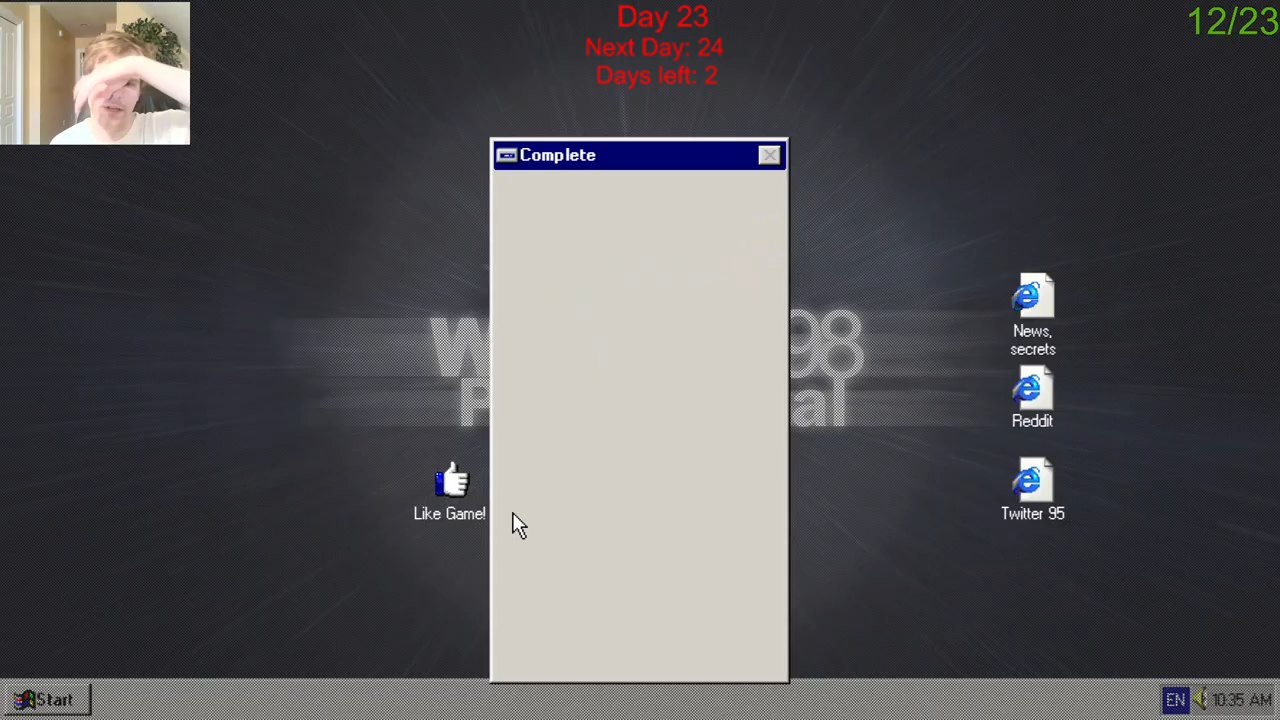 Day 23
Next Day: 24
Days left: 2
12/23
Complete
98
News,
secrets
Reddit
Like Game!
Twitter 95
Start
EN
10:35 AM